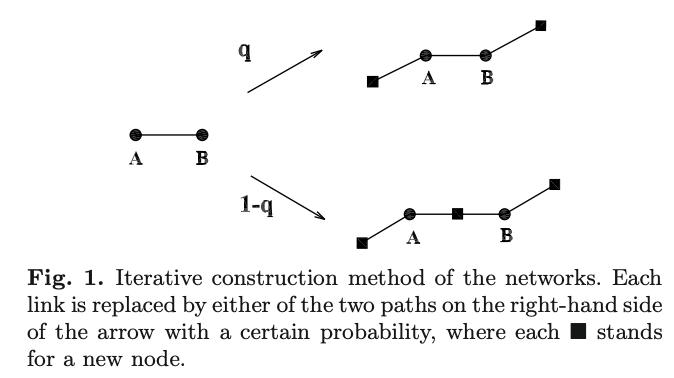 q
A B
A B
1-q
A B
Fig. 1. Iterative construction method of the networks. Each
link is replaced by either of the two paths on the right-hand side
of the arrow with a certain probability, where each ■ stands
for a new node.